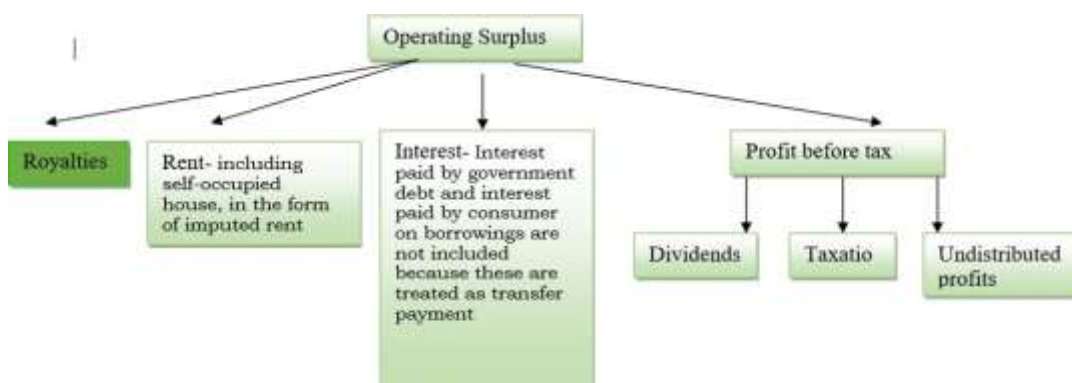 Operating Surplus
Royalties
Rent- including
self-occupied
house, in the form
of imputed rent
Interest- Interest
paid by government
debt and interest
paid by consumer
on borrowings are
not included
because these are
treated as transfer
payment
Profit before tax
Dividends
Taxatio
Undistributed
profits